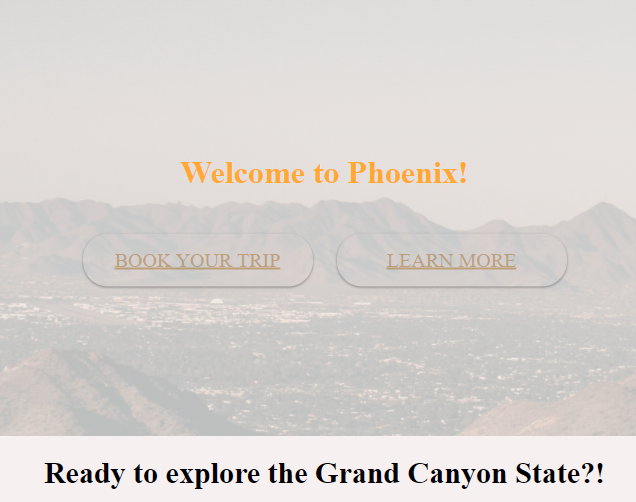 Welcome to Phoenix!
BOOK YOUR TRIP
LEARN MORE
Ready to explore the Grand Canyon State?!